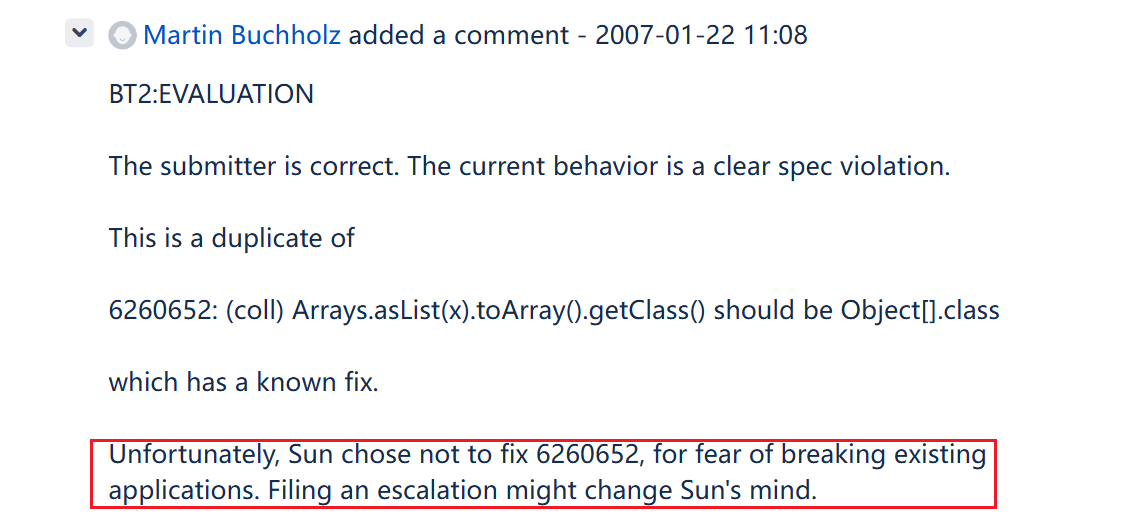 Martin Buchholz added a comment - 2007-01-22 11:08
BT2:EVALUATION
The submitter is correct. The current behavior is a clear spec violation.
This is a duplicate of
6260652: (coll) Arrays.asList(x).toArray().getClass() should be Object[].class
which has a known fix.
Unfortunately, Sun chose not to fix 6260652, for fear of breaking existing
applications. Filing an escalation might change Sun's mind.